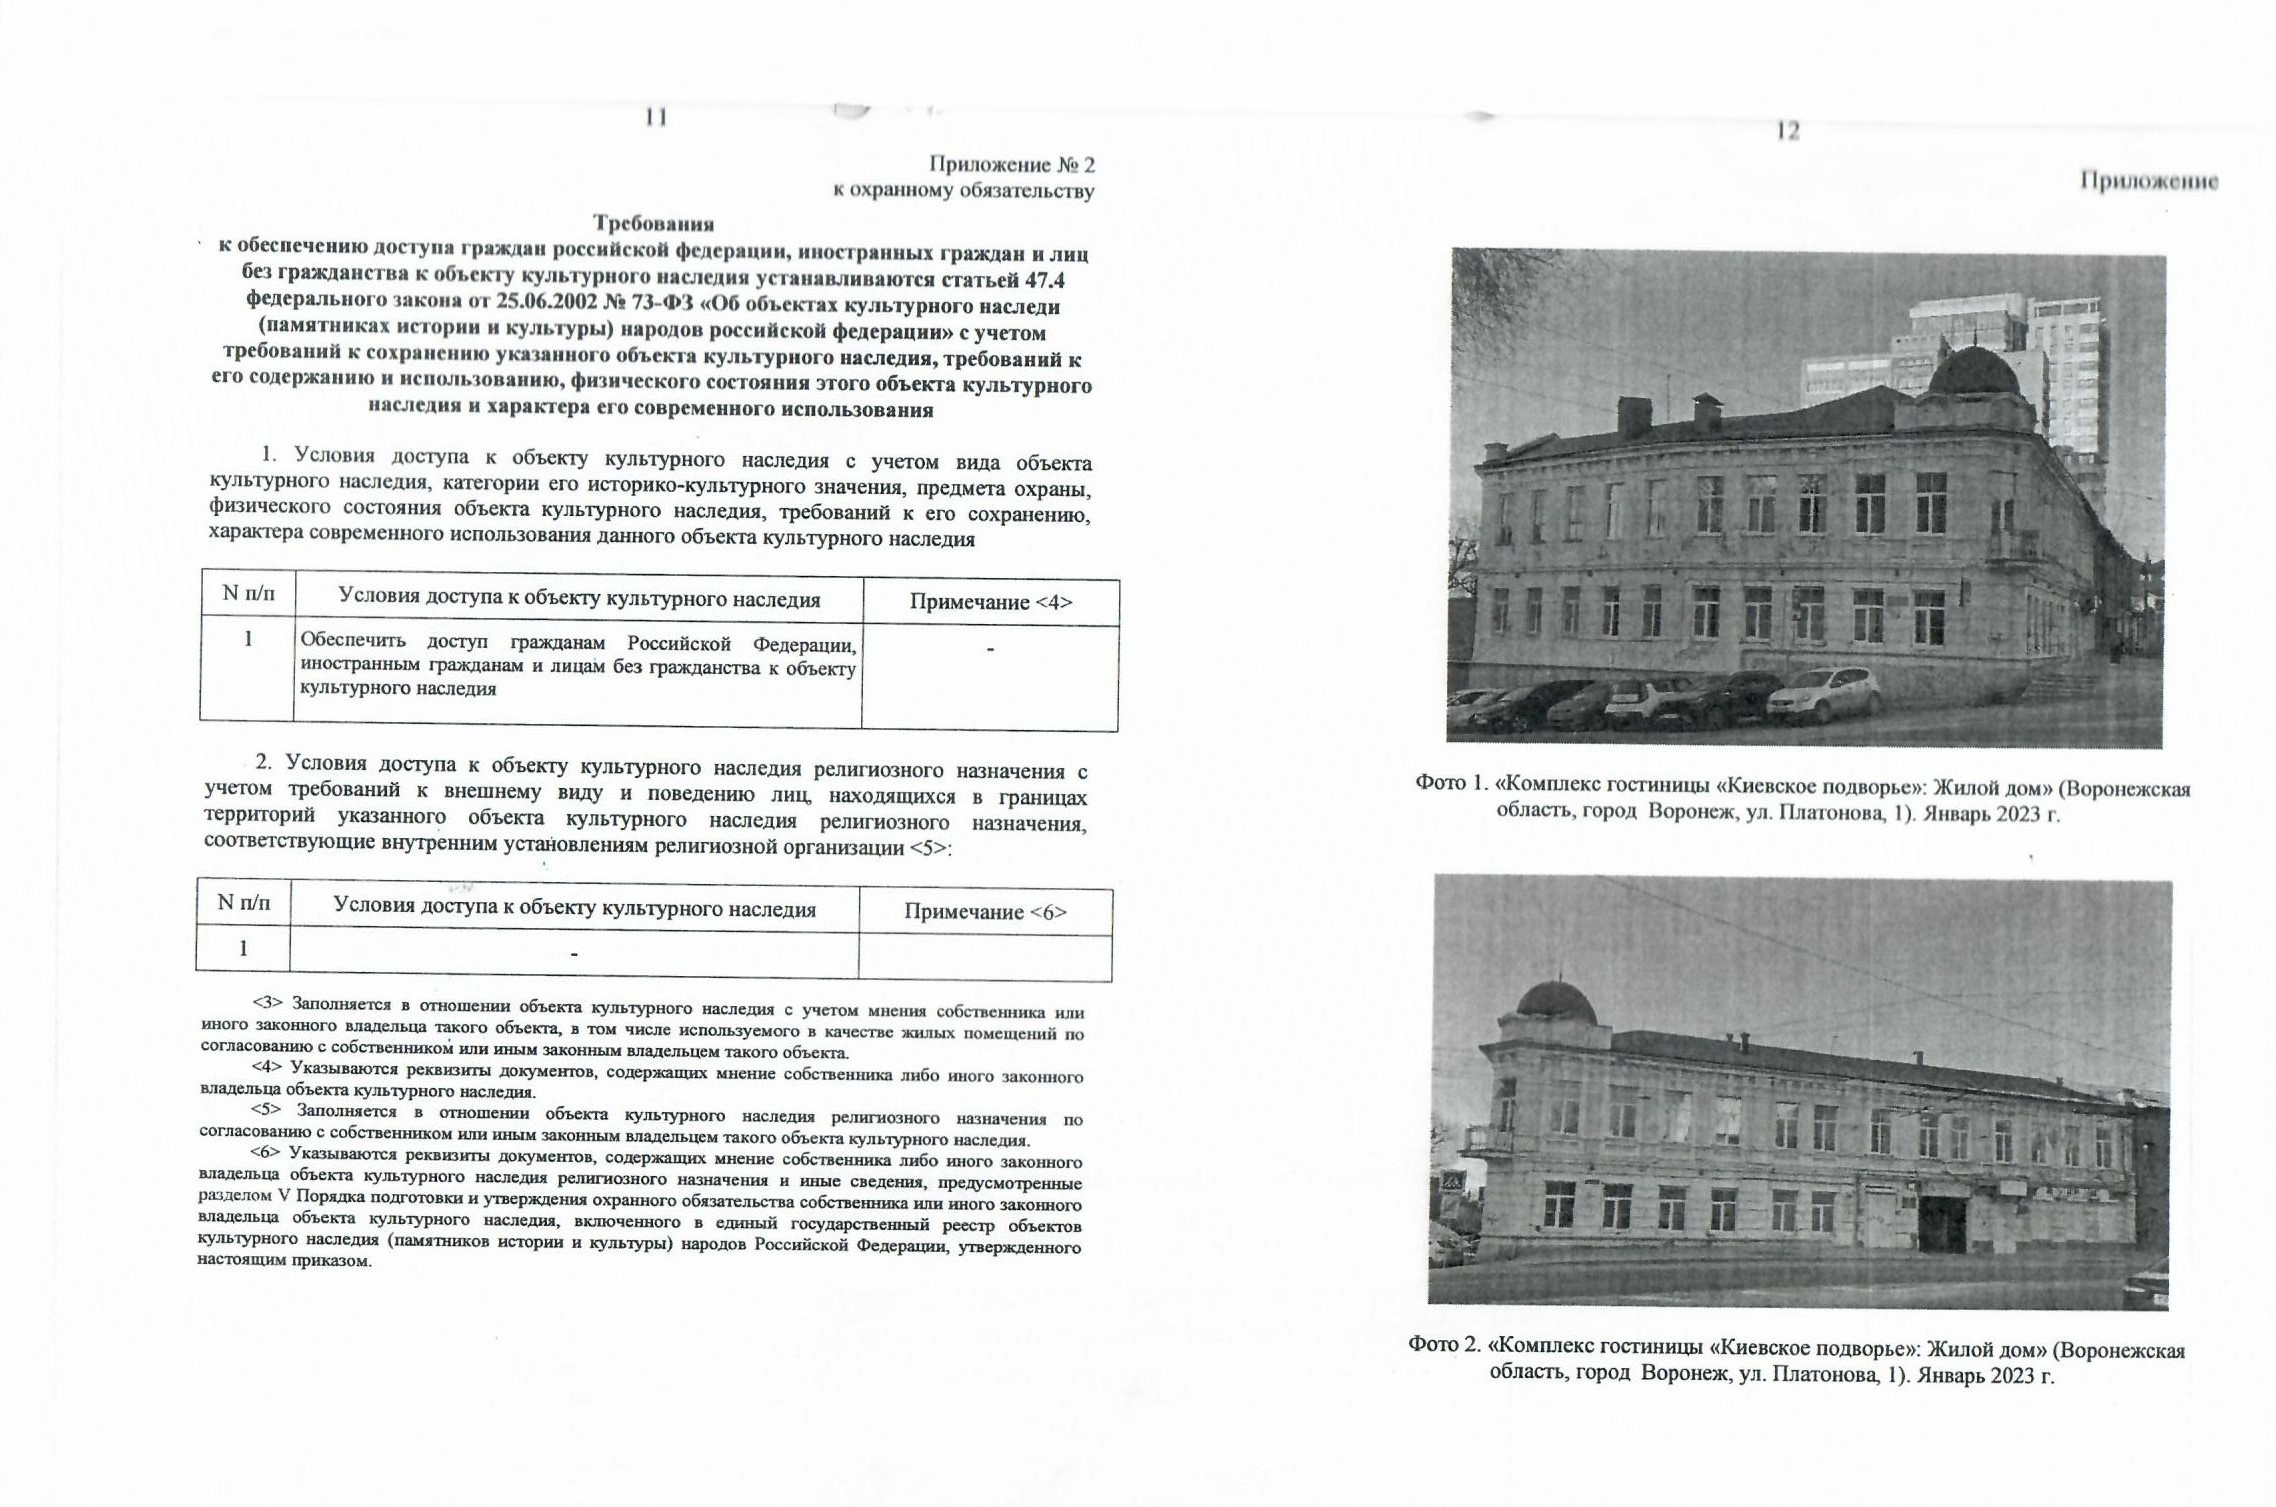 11
Приложение № 2
к охранному обязательству
Требования
к обеспечению доступа граждан российской федерации, иностранных граждан и лиц
без гражданства к объекту культурного наследия устанавливаются статьей 47.4
федерального закона от 25.06.2002 № 73-ФЗ «Об объектах культурного наследи
(памятниках истории и культуры) народов российской федерации» с учетом
требований к сохранению указанного объекта культурного наследия, требований к
его содержанию и использованию, физического состояния этого объекта культурного
наследия и характера его современного использования
1. Условия доступа к объекту культурного наследия с учетом вида объекта
культурного наследия, категории его историко-культурного значения, предмета охраны,
физического состояния объекта культурного наследия, требований к его сохранению,
характера современного использования данного объекта культурного наследия
N п/п Условия доступа к объекту культурного наследия Примечание <4>
1 Обеспечить доступ гражданам Российской Федерации, -
иностранным гражданам и лицам без гражданства к объекту
культурного наследия
2. Условия доступа к объекту культурного наследия религиозного назначения с
учетом требований к внешнему виду и поведению лиц, находящихся в границах
территорий указанного объекта культурного наследия религиозного назначения,
соответствующие внутренним установлениям религиозной организации <5>:
N п/п Условия доступа к объекту культурного наследия Примечание <6>
1 -
<3> Заполняется в отношении объекта культурного наследия с учетом мнения собственника или
иного законного владельца такого объекта, в том числе используемого в качестве жилых помещений по
согласованию с собственником или иным законным владельцем такого объекта.
<4> Указываются реквизиты документов, содержащих мнение собственника либо иного законного
владельца объекта культурного наследия.
<5> Заполняется в отношении объекта культурного наследия религиозного назначения по
согласованию с собственником или иным законным владельцем такого объекта культурного наследия.
<6> Указываются реквизиты документов, содержащих мнение собственника либо иного законного
владельца объекта культурного наследия религиозного назначения и иные сведения, предусмотренные
разделом V Порядка подготовки и утверждения охранного обязательства собственника или иного законного
владельца объекта культурного наследия, включенного в единый государственный реестр объектов
культурного наследия (памятников истории и культуры) народов Российской Федерации, утвержденного
настоящим приказом.
12
Приложение
Фото 1. «Комплекс гостиницы «Киевское подворье»: Жилой дом» (Воронежская
область, город Воронеж, ул. Платонова, 1). Январь 2023 г.
Фото 2. «Комплекс гостиницы «Киевское подворье»: Жилой дом» (Воронежская
область, город Воронеж, ул. Платонова, 1). Январь 2023 г.